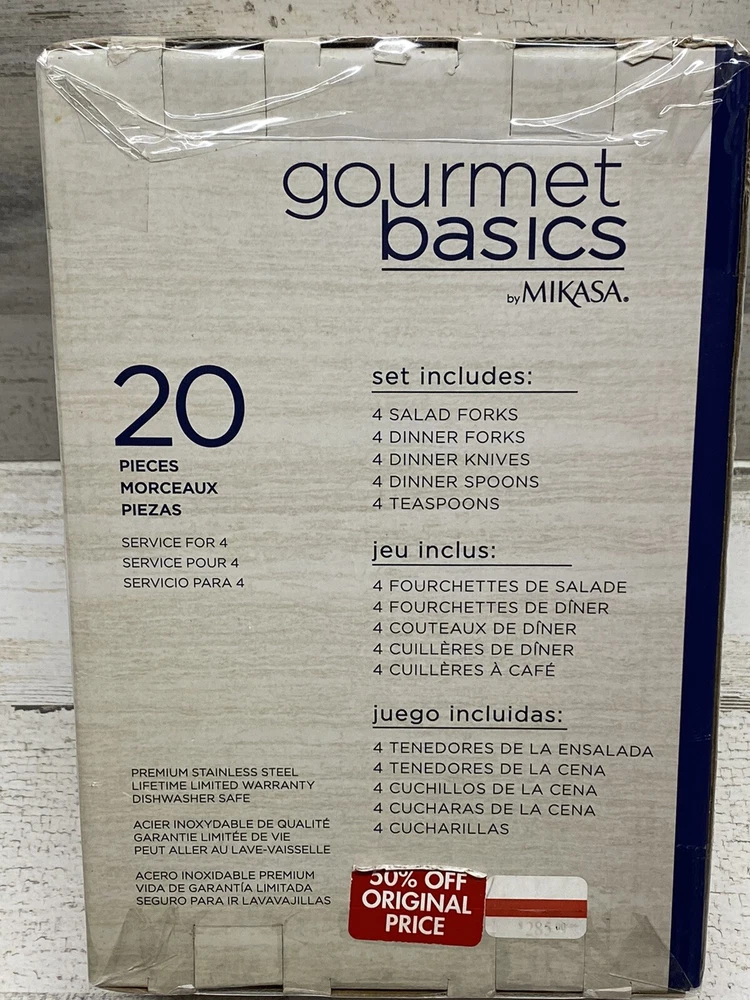 gourmet
basics
by MIKASA.
20
PIECES
MORCEAUX
PIEZAS
SERVICE FOR 4
SERVICE POUR 4
SERVICIO PARA 4
set includes:
4 SALAD FORKS
4 DINNER FORKS
4 DINNER KNIVES
4 DINNER SPOONS
4 TEASPOONS
jeu inclus:
4 FOURCHETTES DE SALADE
4 FOURCHETTES DE DÎNER
4 COUTEAUX DE DÎNER
4 CUILLÈRES DE DÎNER
4 CUILLÈRES À CAFÉ
juego incluidas:
4 TENEDORES DE LA ENSALADA
4 TENEDORES DE LA CENA
4 CUCHILLOS DE LA CENA
4 CUCHARAS DE LA CENA
4 CUCHARILLAS
PREMIUM STAINLESS STEEL
LIFETIME LIMITED WARRANTY
DISHWASHER SAFE
ACIER INOXYDABLE DE QUALITÉ
GARANTIE LIMITÉE DE VIE
PEUT ALLER AU LAVE-VAISSELLE
ACERO INOXIDABLE PREMIUM
VIDA DE GARANTÍA LIMITADA
SEGURO PARA IR LAVAVAJILLAS
50% OFF
ORIGINAL
PRICE